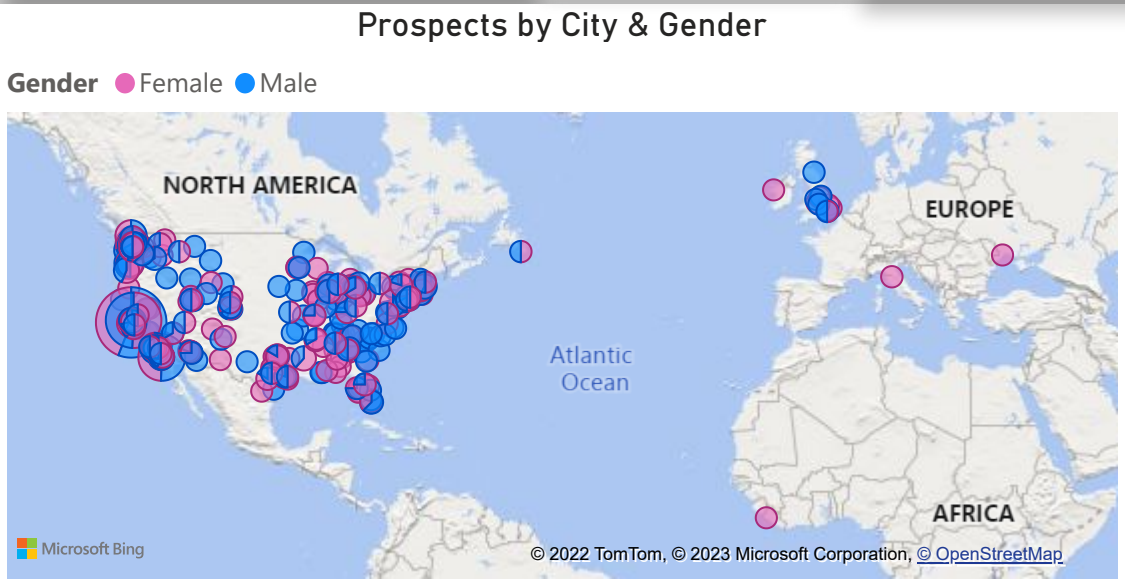 Prospects by City & Gender
Gender Female Male
NORTH AMERICA
EUROPE
Atlantic
Ocean
AFRICA
Microsoft Bing
© 2022 TomTom, © 2023 Microsoft Corporation, © OpenStreetMap